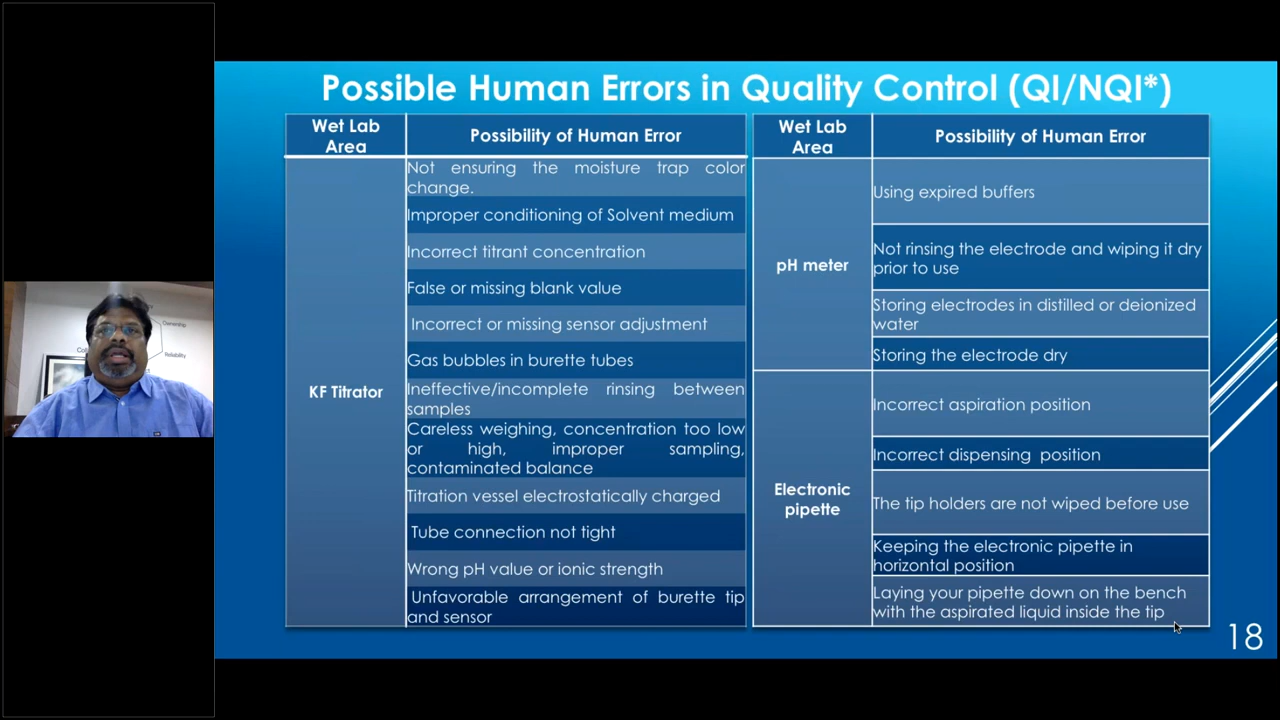 Possible Human Errors in Quality Control (QI/NQI*)
Wet Lab
Area
Possibility of Human Error
KF Titrator
Not ensuring the moisture trap color
change.
Improper conditioning of Solvent medium
Incorrect titrant concentration
False or missing blank value
Incorrect or missing sensor adjustment
Gas bubbles in burette tubes
Ineffective/incomplete rinsing between
samples
Careless weighing, concentration too low
or high, improper sampling,
contaminated balance
Titration vessel electrostatically charged
Tube connection not tight
Wrong pH value or ionic strength
Unfavorable arrangement of burette tip
and sensor
Wet Lab
Area
Possibility of Human Error
pH meter
Using expired buffers
Not rinsing the electrode and wiping it dry
prior to use
Storing electrodes in distilled or deionized
water
Storing the electrode dry
Electronic
pipette
Incorrect aspiration position
Incorrect dispensing position
The tip holders are not wiped before use
Keeping the electronic pipette in
horizontal position
Laying your pipette down on the bench
with the aspirated liquid inside the tip
18
Ownership
Reliability